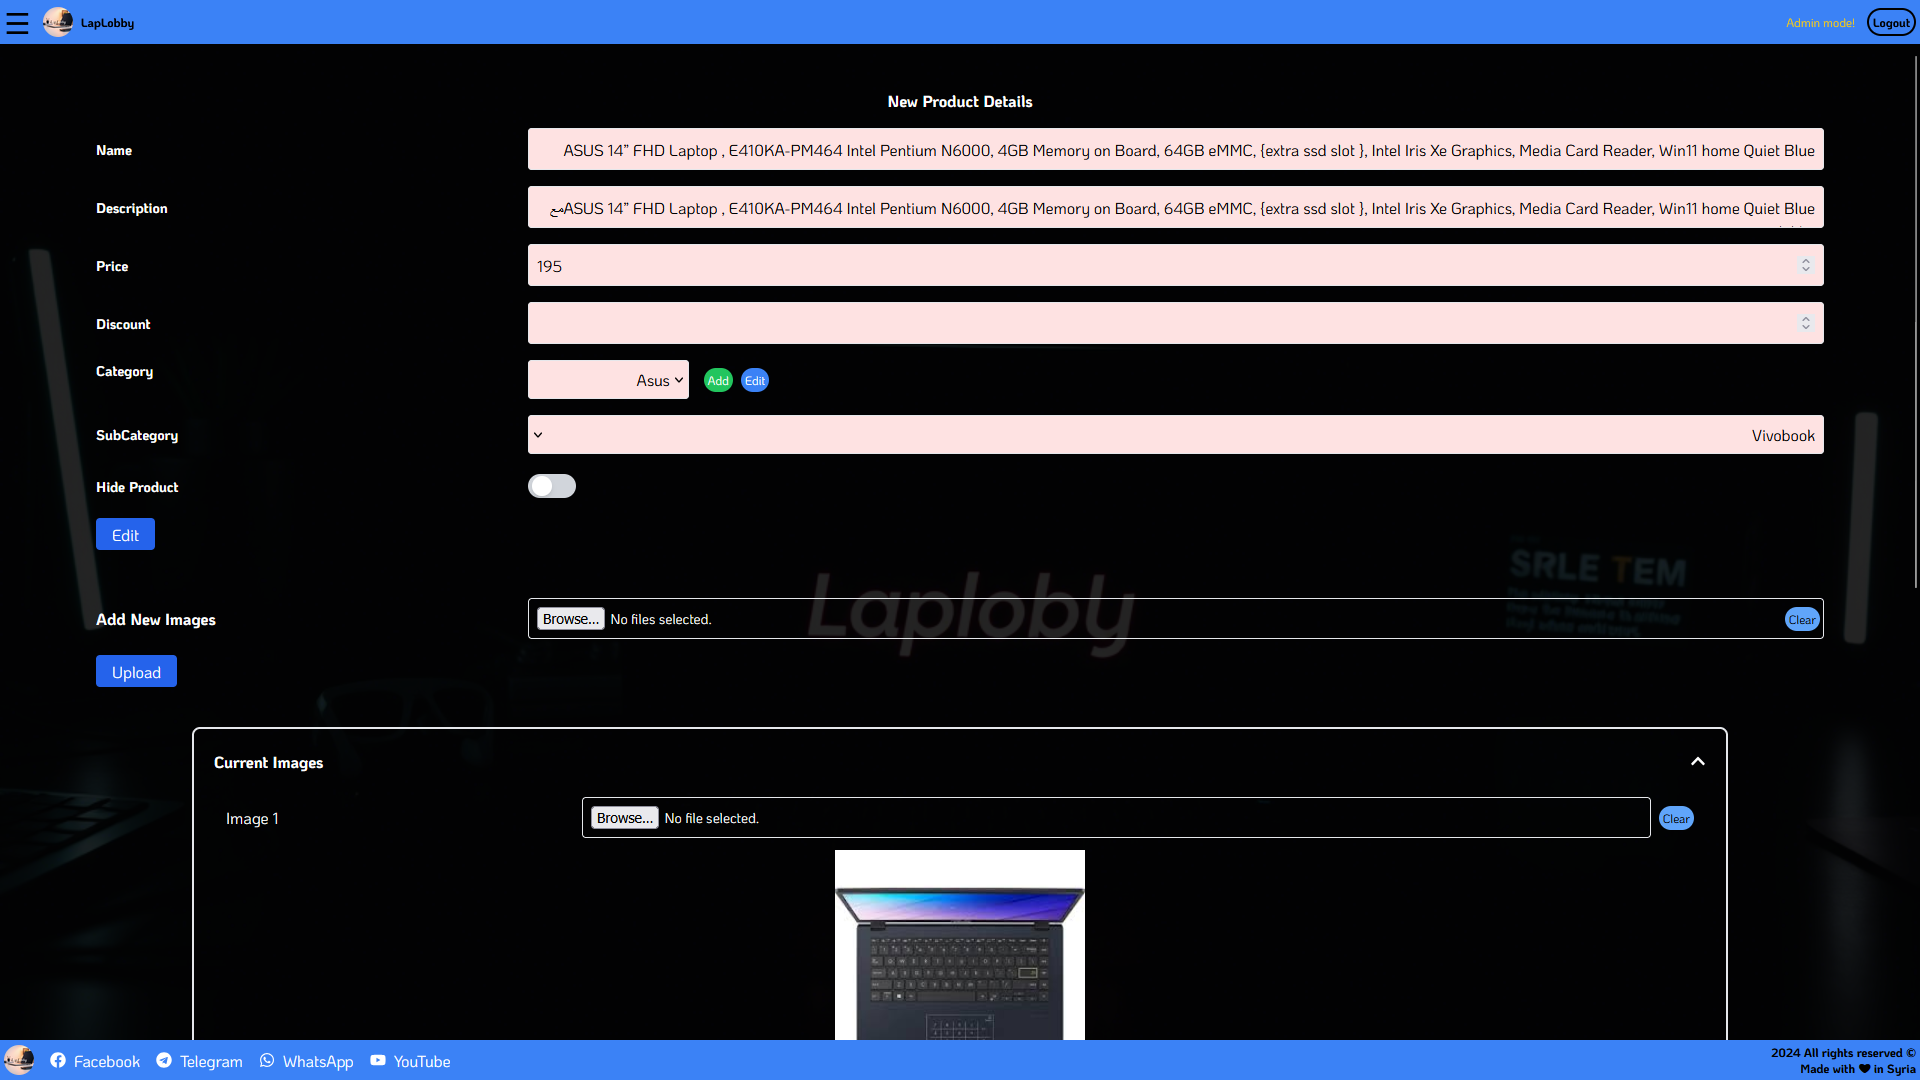 LapLobby
Admin mode!
Logout
New Product Details
Name
ASUS 14” FHD Laptop , E410KA-PM464 Intel Pentium N6000, 4GB Memory on Board, 64GB eMMC, {extra ssd slot }, Intel Iris Xe Graphics, Media Card Reader, Win11 home Quiet Blue
Description
ASUS 14” FHD Laptop , E410KA-PM464 Intel Pentium N6000, 4GB Memory on Board, 64GB eMMC, {extra ssd slot }, Intel Iris Xe Graphics, Media Card Reader, Win11 home Quiet Blueمع
Price
195
Discount
Category
Asus
Add
Edit
SubCategory
Vivobook
Hide Product
Edit
SRLE TEM
Laploby
Add New Images
Browse... No files selected.
Clear
Upload
Current Images
Image 1
Browse... No file selected.
Clear
Facebook
Telegram
WhatsApp
YouTube
2024 All rights reserved ©
Made with ❤ in Syria